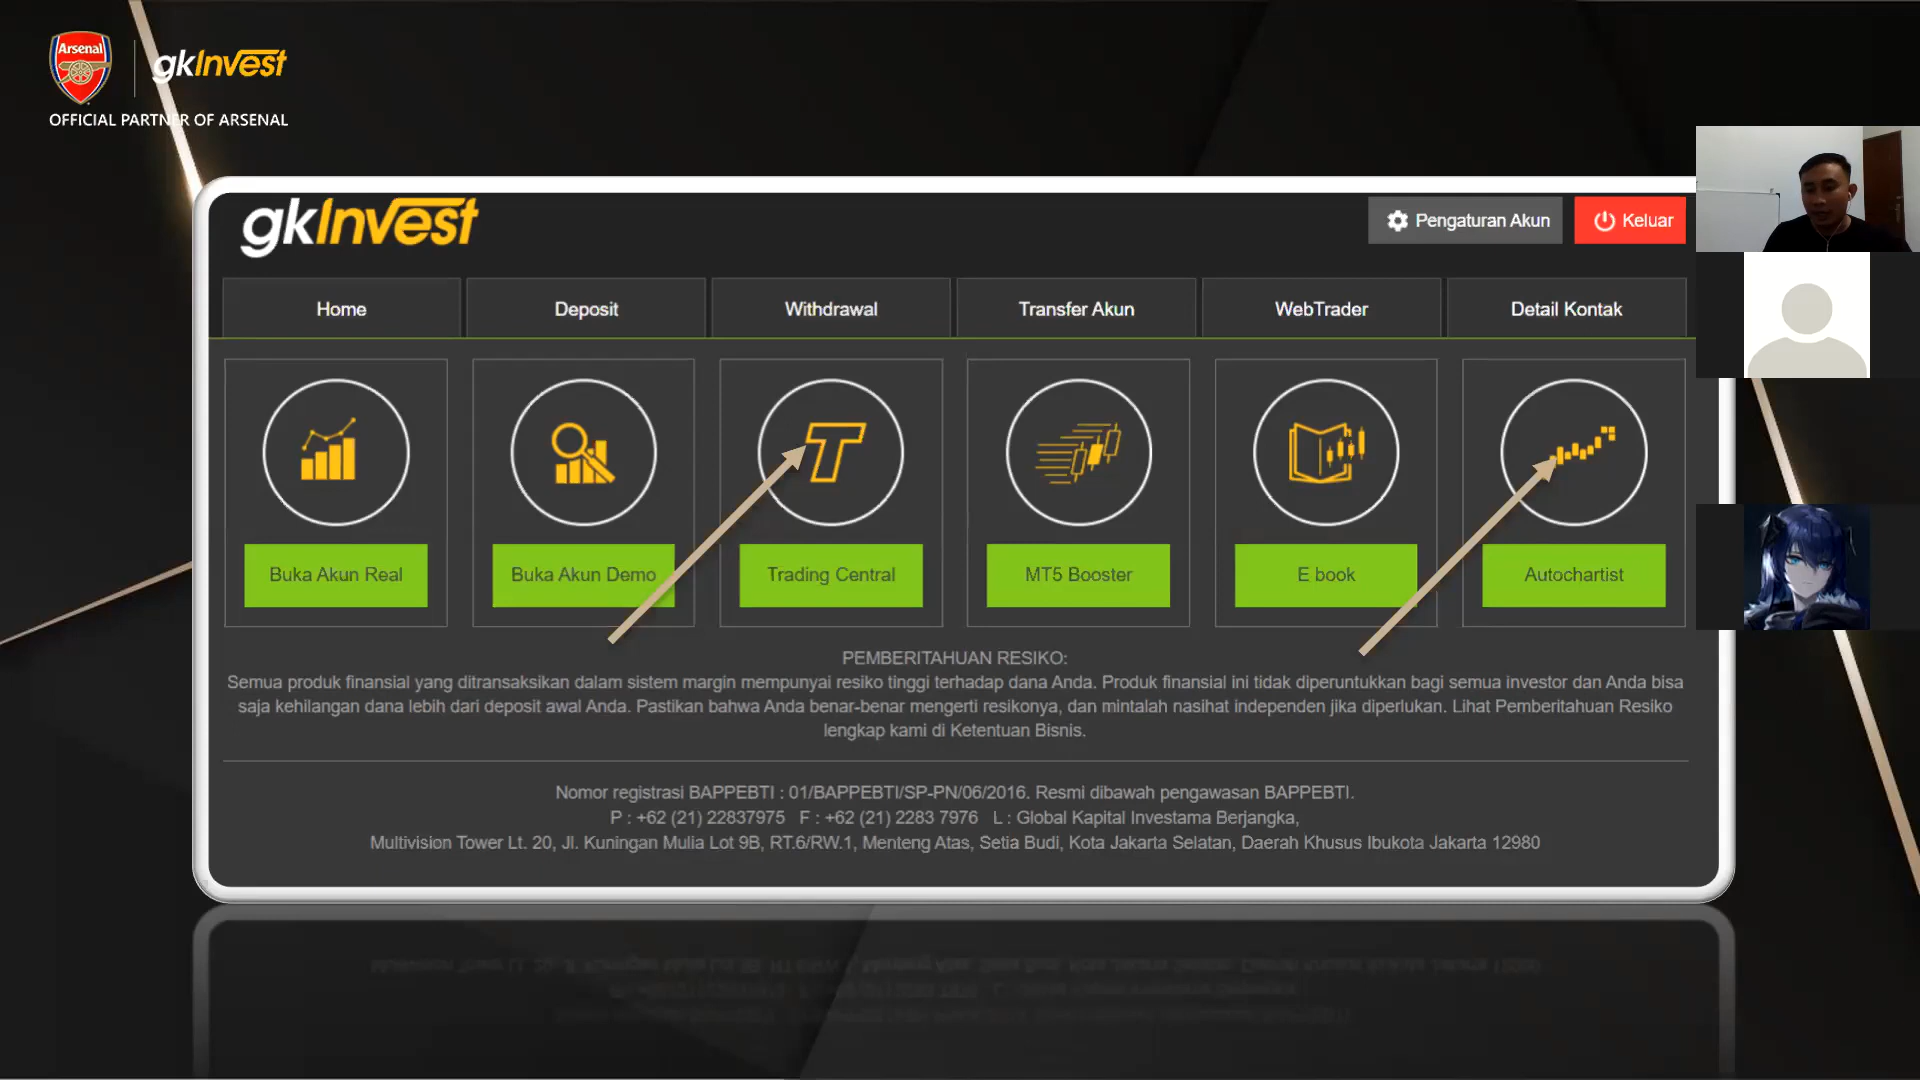 Arsenal
gkInvest
OFFICIAL PARTNER OF ARSENAL
gkInvest
Pengaturan Akun
Keluar
Home
Deposit
Withdrawal
Transfer Akun
WebTrader
Detail Kontak
Buka Akun Real
Buka Akun Demo
Trading Central
MT5 Booster
E book
Autochartist
PEMBERITAHUAN RESIKO:
Semua produk finansial yang ditransaksikan dalam sistem margin mempunyai resiko tinggi terhadap dana Anda. Produk finansial ini tidak diperuntukkan bagi semua investor dan Anda bisa
saja kehilangan dana lebih dari deposit awal Anda. Pastikan bahwa Anda benar-benar mengerti resikonya, dan mintalah nasihat independen jika diperlukan. Lihat Pemberitahuan Resiko
lengkap kami di Ketentuan Bisnis.
Nomor registrasi BAPPEBTI : 01/BAPPEBTI/SP-PN/06/2016. Resmi dibawah pengawasan BAPPEBTI.
P : +62 (21) 22837975 F : +62 (21) 2283 7976 L : Global Kapital Investama Berjangka,
Multivision Tower Lt. 20, Jl. Kuningan Mulia Lot 9B, RT.6/RW.1, Menteng Atas, Setia Budi, Kota Jakarta Selatan, Daerah Khusus Ibukota Jakarta 12980